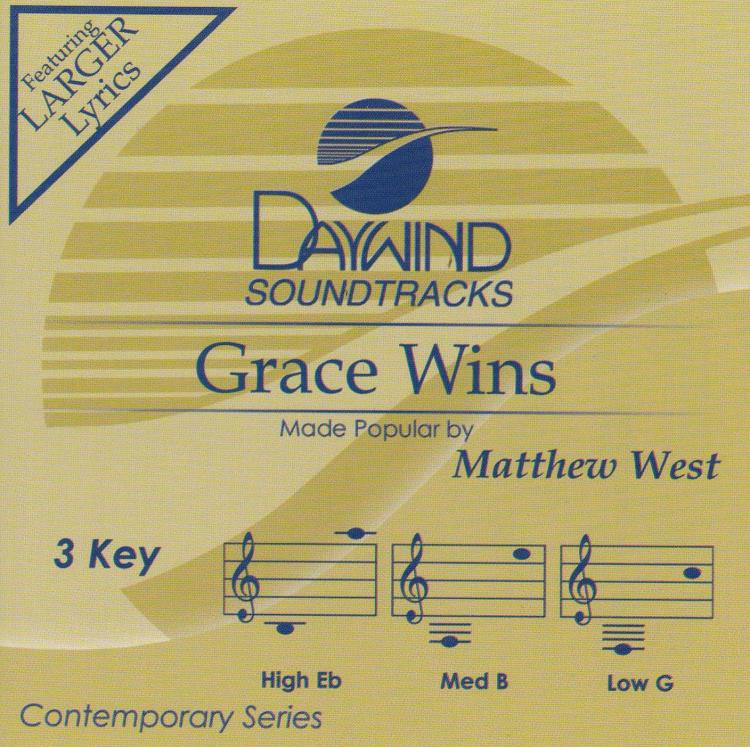 Featuring
LARGER
Lyrics
DAYWIND
SOUNDTRACKS
Grace Wins
Made Popular by
Matthew West
3 Key
High Eb
Med B
Low G
Contemporary Series